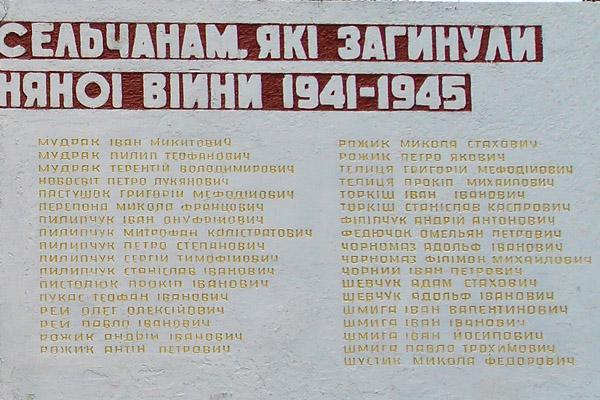 СЕЛЬЧАНАМ, ЯКІ ЗАГИНУЛИ
НЯНОІ ВІЙНИ 1941-1945
МУДРАК ІВАН МИКИТОВИЧ
МУДРАК ПИЛИП ТЕОФАНОВИЧ
МУДРАК ТЕРЕНТІЙ ВОЛОДИМИРОВИЧ
НОВОСВІТ ПЕТРО ЛУКЯНОВИЧ
ПАСТУШОК ГРИГОРІЙ МЕФОДІЙОВИЧ
ПЕРЕПОНА МИКОЛА ФРАНЦОВИЧ
ПИЛИПЧУК ІВАН ОНУФРІЙОВИЧ
ПИЛИПЧУК МИТРОФАН КОЛІСТРАТОВИЧ
ПИЛИПЧУК ПЕТРО СТЕПАНОВИЧ
ПИЛИПЧУК СЕРГІЙ ТИМОФІЙОВИЧ
ПИЛИПЧУК СТАНІСЛАВ ІВАНОВИЧ
ПИСТОЛЮК ПРОКІП ІВАНОВИЧ
ПУКАС ТЕОФАН ІВАНОВИЧ
РЕЙ ОЛЕГ ОЛЕКСІЙОВИЧ
РЕЙ ПАВЛО ІВАНОВИЧ
РОЖИК АНДРІЙ ІВАНОВИЧ
РОЖИК АНТІН ПЕТРОВИЧ
РОЖИК МИКОЛА СТАХОВИЧ
РОЖИК ПЕТРО ЯКОВИЧ
ТЕЛИЦЯ ГРИГОРІЙ МЕФОДІЙОВИЧ
ТЕЛИЦЯ ПРОКІП МИХАЙЛОВИЧ
ТОРКІШ ІВАН ІВАНОВИЧ
ТОРКІШ СТАНІСЛАВ КАСПРОВИЧ
ФІЛІПЧУК АНДРІЙ АНТОНОВИЧ
ФЕДЮЧОК ОМЕЛЬЯН ПЕТРОВИЧ
ЧОРНОМАЗ АДОЛЬФ ІВАНОВИЧ
ЧОРНОМАЗ ФІЛІМОН МИХАЙЛОВИЧ
ЧОРНИЙ ІВАН ПЕТРОВИЧ
ШЕВЧУК АДАМ СТАХОВИЧ
ШЕВЧУК АДОЛЬФ ІВАНОВИЧ
ШМИГА ІВАН ВАЛЕНТИНОВИЧ
ШМИГА ІВАН ІВАНОВИЧ
ШМИГА ІВАН ЙОСИПОВИЧ
ШМИГА ПАВЛО ТРОХИМОВИЧ
ШУСТИК МИКОЛА ФЕДОРОВИЧ